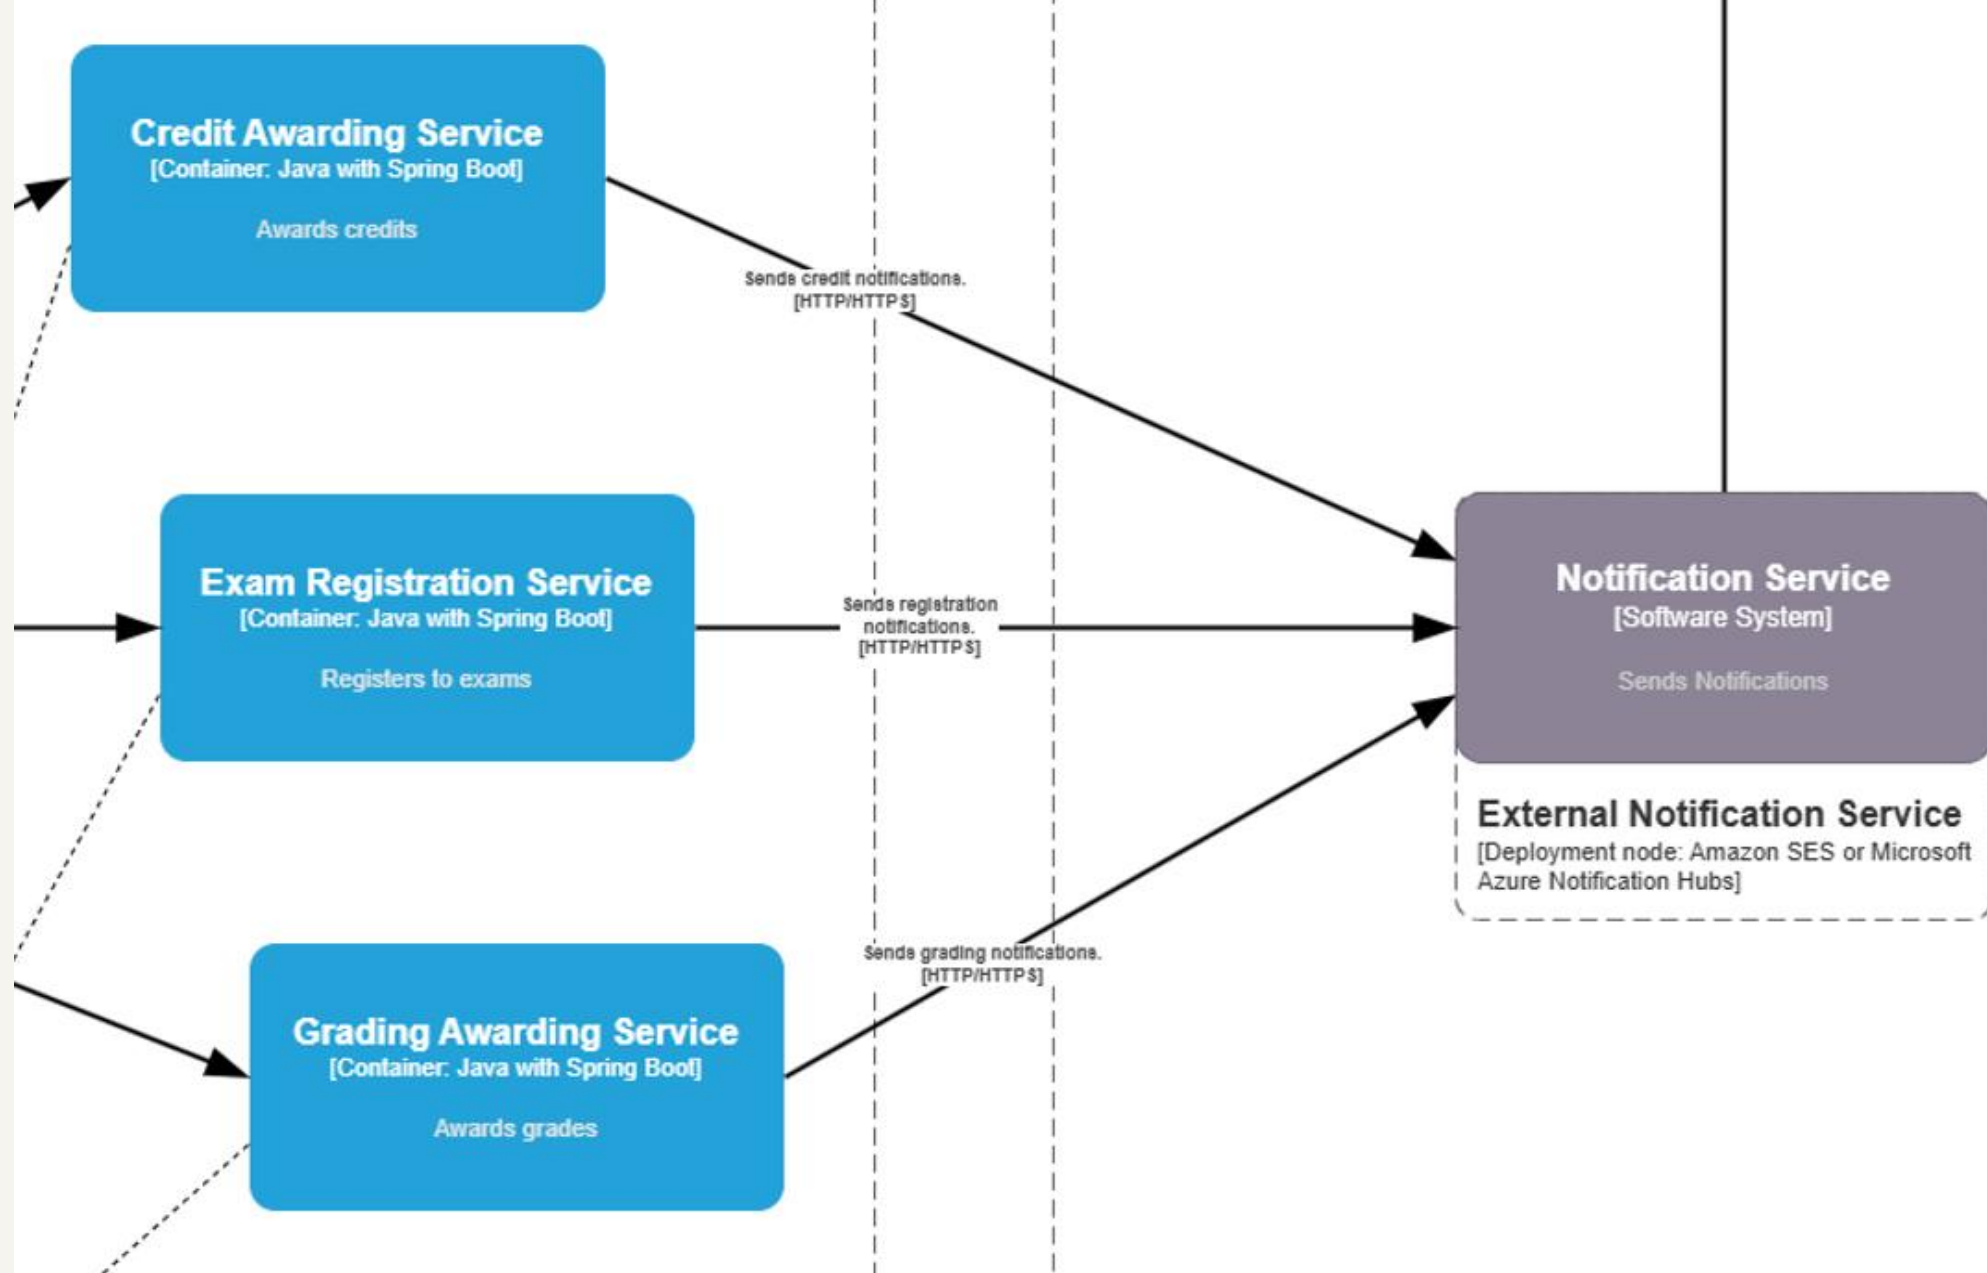 Credit Awarding Service
[Container: Java with Spring Boot]
Awards credits
Sends credit notifications.
[HTTP/HTTPS]
Exam Registration Service
[Container: Java with Spring Boot]
Registers to exams
Sends registration
notifications.
[HTTP/HTTPS]
Notification Service
[Software System]
Sends Notifications
External Notification Service
[Deployment node: Amazon SES or Microsoft
Azure Notification Hubs]
Grading Awarding Service
[Container: Java with Spring Boot]
Awards grades
Sends grading notifications.
[HTTP/HTTPS]